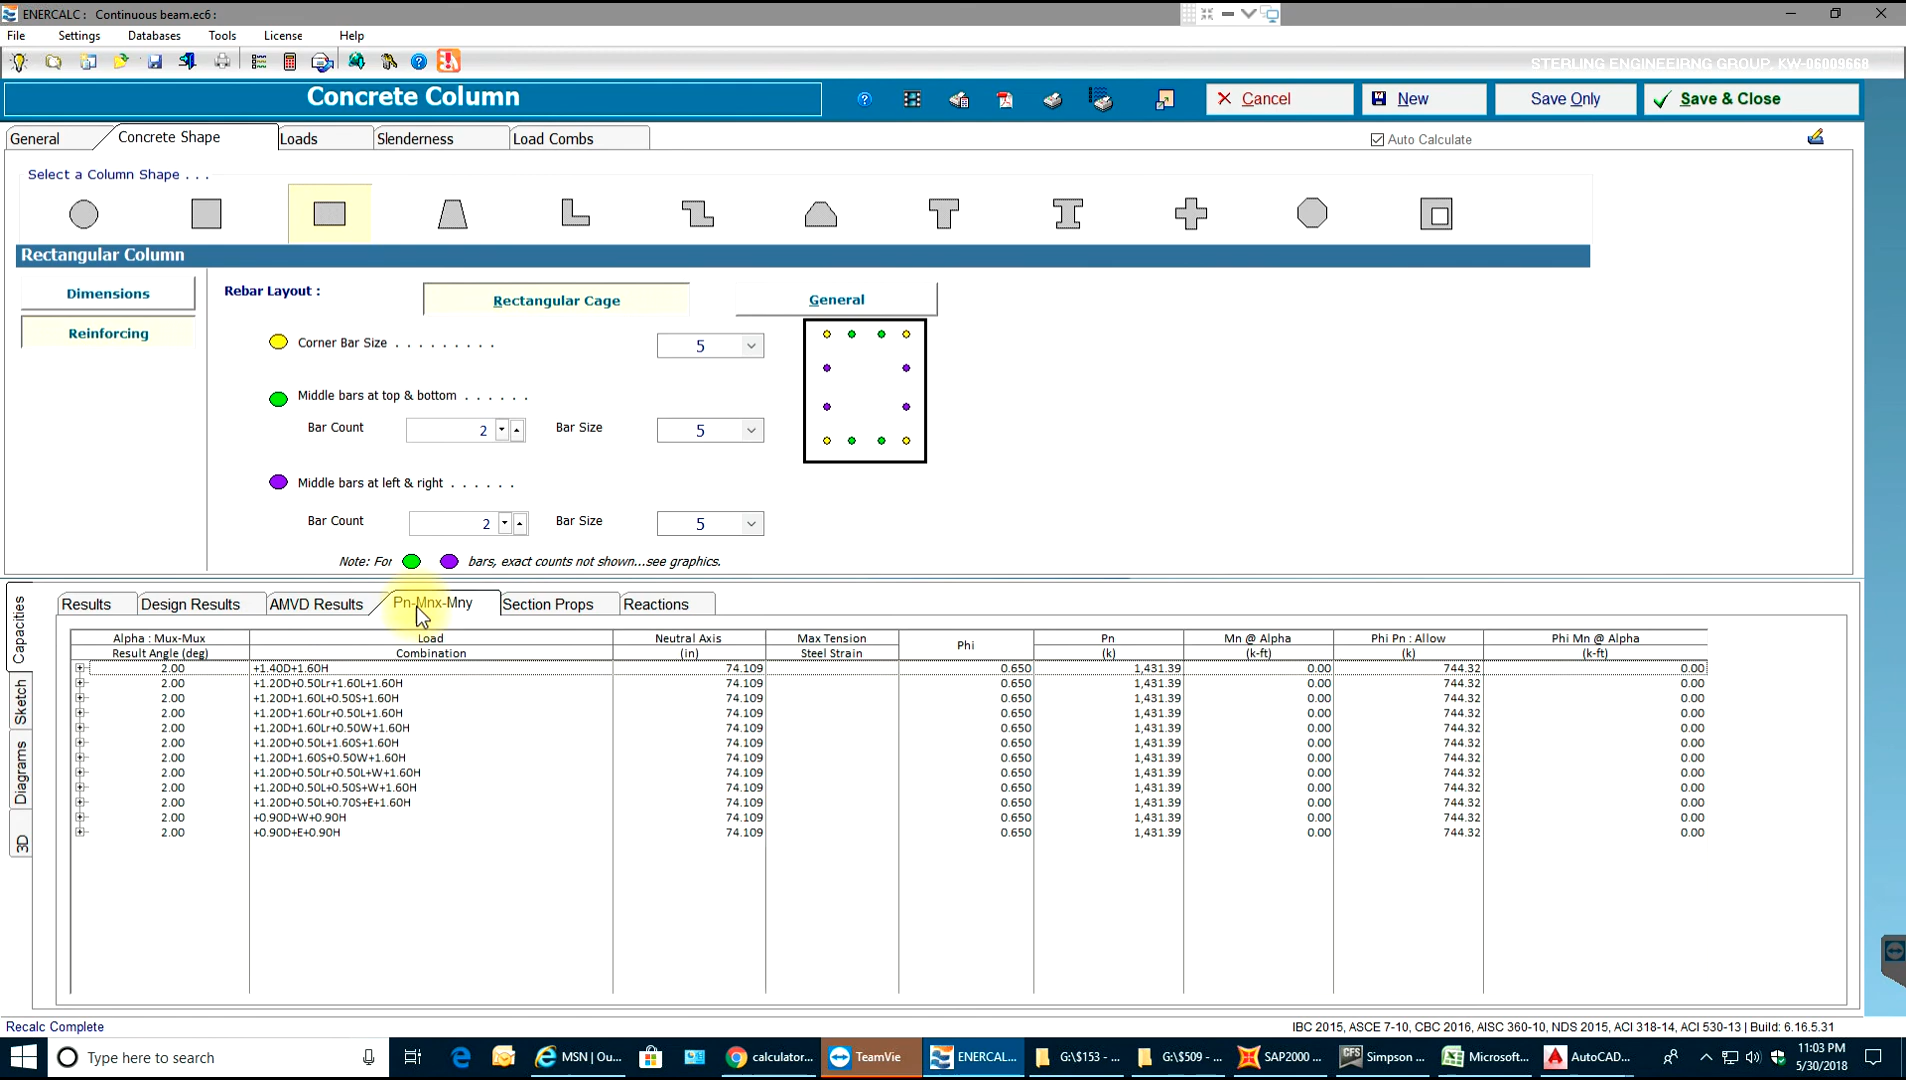 ENERCALC : Continuous beam.ec6 :
File Settings Databases Tools License Help
STERLING ENGINEEIRNG GROUP, KW-06009668
Concrete Column
Cancel New Save Only Save & Close
General Concrete Shape Loads Slenderness Load Combs
Auto Calculate
Select a Column Shape . . .
Rectangular Column
Dimensions
Reinforcing
Rebar Layout : Rectangular Cage General
Corner Bar Size . . . . . . . . . 5
Middle bars at top & bottom . . . . . .
Bar Count 2 Bar Size 5
Middle bars at left & right . . . . . .
Bar Count 2 Bar Size 5
Note: For bars, exact counts not shown...see graphics.
Capacities
Sketch
Diagrams
3D
Results Design Results AMVD Results Pn-Mnx-Mny Section Props Reactions
Alpha : Mux-Mux Load Neutral Axis Max Tension Phi Pn Mn @ Alpha Phi Pn : Allow Phi Mn @ Alpha
Result Angle (deg) Combination (in) Steel Strain (k) (k-ft) (k) (k-ft)
2.00 +1.40D+1.60H 74.109 0.650 1,431.39 0.00 744.32 0.00
2.00 +1.20D+0.50Lr+1.60L+1.60H 74.109 0.650 1,431.39 0.00 744.32 0.00
2.00 +1.20D+1.60L+0.50S+1.60H 74.109 0.650 1,431.39 0.00 744.32 0.00
2.00 +1.20D+1.60Lr+0.50L+1.60H 74.109 0.650 1,431.39 0.00 744.32 0.00
2.00 +1.20D+1.60Lr+0.50W+1.60H 74.109 0.650 1,431.39 0.00 744.32 0.00
2.00 +1.20D+0.50L+1.60S+1.60H 74.109 0.650 1,431.39 0.00 744.32 0.00
2.00 +1.20D+1.60S+0.50W+1.60H 74.109 0.650 1,431.39 0.00 744.32 0.00
2.00 +1.20D+0.50Lr+0.50L+W+1.60H 74.109 0.650 1,431.39 0.00 744.32 0.00
2.00 +1.20D+0.50L+0.50S+W+1.60H 74.109 0.650 1,431.39 0.00 744.32 0.00
2.00 +1.20D+0.50L+0.70S+E+1.60H 74.109 0.650 1,431.39 0.00 744.32 0.00
2.00 +0.90D+W+0.90H 74.109 0.650 1,431.39 0.00 744.32 0.00
2.00 +0.90D+E+0.90H 74.109 0.650 1,431.39 0.00 744.32 0.00
Recalc Complete IBC 2015, ASCE 7-10, CBC 2016, AISC 360-10, NDS 2015, ACI 318-14, ACI 530-13 | Build: 6.16.5.31
Type here to search MSN | Ou... calculator... TeamVie ENERCAL... G:\$153 - ... G:\$509 - ... SAP2000 ... CFS Simpson ... Microsoft... AutoCAD... 11:03 PM
5/30/2018